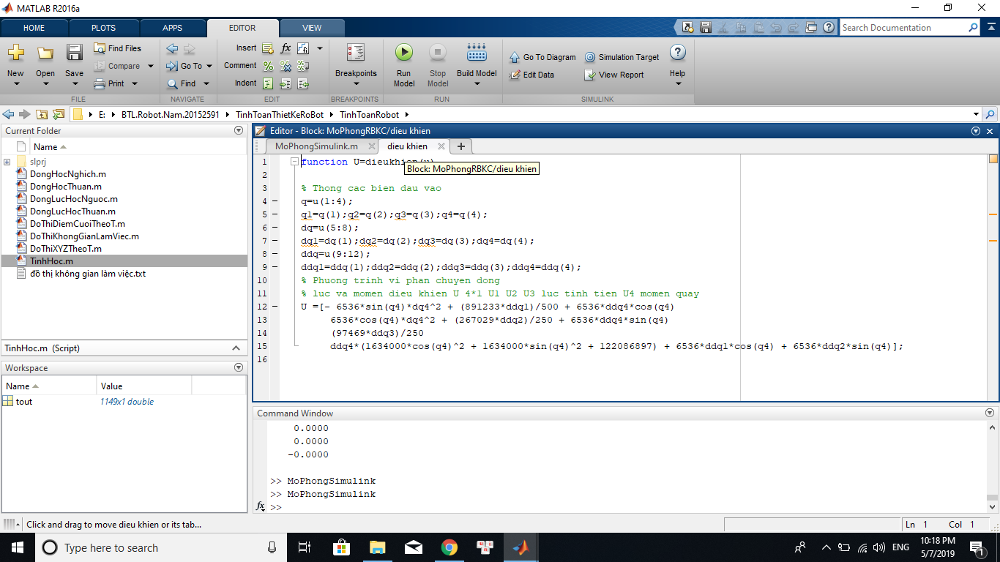 MATLAB R2016a
HOME PLOTS APPS EDITOR VIEW
Search Documentation
New Open Save Find Files Compare Print
Go To Find
Insert fx
Comment
Indent
Breakpoints
Run Model
Stop Model
Build Model
Go To Diagram
Edit Data
Simulation Target
View Report
Help
FILE NAVIGATE EDIT BREAKPOINTS RUN SIMULINK
E: BTL.Robot.Nam.20152591 TinhToanThietKeRoBot TinhToanRobot
Current Folder
Name
slprj
DongHocNghich.m
DongHocThuan.m
DongLucHocNguoc.m
DongLucHocThuan.m
DoThiDiemCuoiTheoT.m
DoThiKhongGianLamViec.m
DoThiXYZTheoT.m
TinhHoc.m
đồ thị không gian làm việc.txt
TinhHoc.m (Script)
Workspace
Name Value
tout 1149x1 double
Editor - Block: MoPhongRBKC/dieu khien
MoPhongSimulink.m dieu khien
1 function U=dieukhien(u)
Block: MoPhongRBKC/dieu khien
2
3 % Thong cac bien dau vao
4 q=u(1:4);
5 q1=q(1);q2=q(2);q3=q(3);q4=q(4);
6 dq=u(5:8);
7 dq1=dq(1);dq2=dq(2);dq3=dq(3);dq4=dq(4);
8 ddq=u(9:12);
9 ddq1=ddq(1);ddq2=ddq(2);ddq3=ddq(3);ddq4=ddq(4);
10 % Phuong trinh vi phan chuyen dong
11 % luc va momen dieu khien U 4*1 U1 U2 U3 luc tinh tien U4 momen quay
12 U =[- 6536*sin(q4)*dq4^2 + (891233*ddq1)/500 + 6536*ddq4*cos(q4)
13 6536*cos(q4)*dq4^2 + (267029*ddq2)/250 + 6536*ddq4*sin(q4)
14 (97469*ddq3)/250
15 ddq4*(1634000*cos(q4)^2 + 1634000*sin(q4)^2 + 122086897) + 6536*ddq1*cos(q4) + 6536*ddq2*sin(q4)];
16
Command Window
0.0000
0.0000
-0.0000
>> MoPhongSimulink
>> MoPhongSimulink
fx >>
Click and drag to move dieu khien or its tab...
Ln 1 Col 1
Type here to search
ENG
10:18 PM
5/7/2019
1